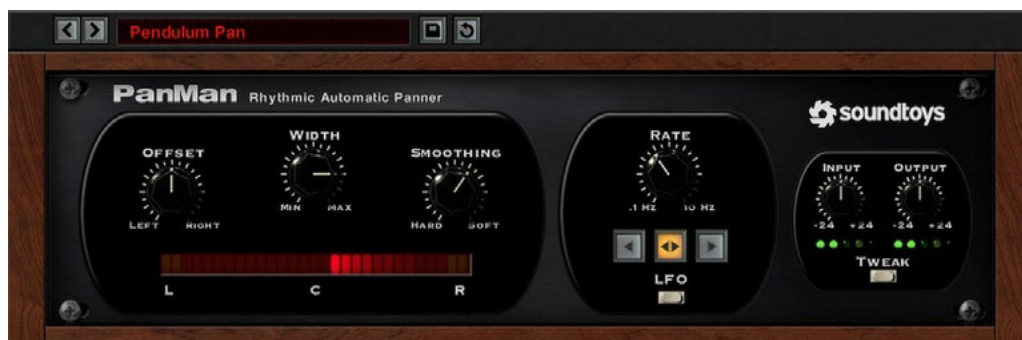 Pendulum Pan
PanMan Rhythmic Automatic Panner
soundtoys
OFFSET
LEFT RIGHT
WIDTH
MIN MAX
SMOOTHING
HARD SOFT
L C R
RATE
.1 HZ 10 HZ
LFO
INPUT OUTPUT
-24 +24 -24 +24
TWEAK